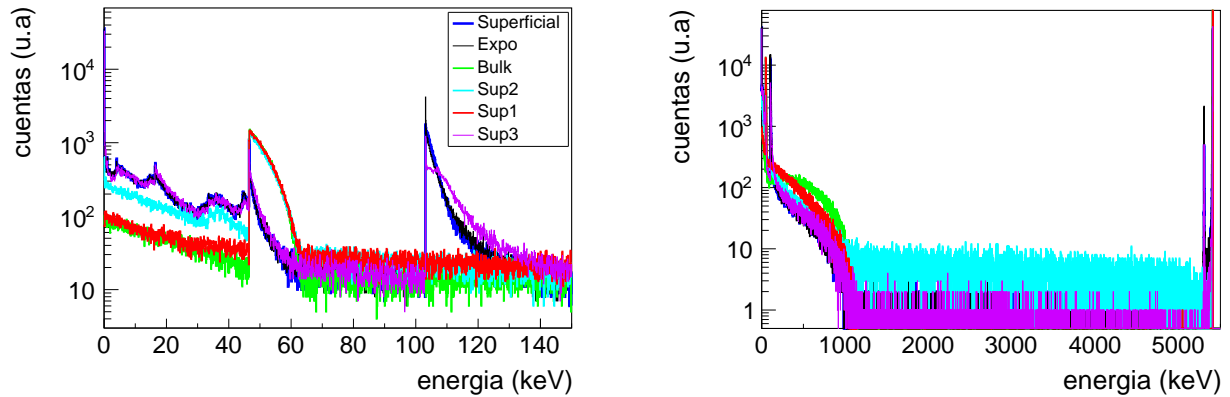 cuentas (u.a)
10⁴
10³
10²
10
0 20 40 60 80 100 120 140
energia (keV)
Superficial
Expo
Bulk
Sup2
Sup1
Sup3
cuentas (u.a)
10⁴
10³
10²
10
1
0 1000 2000 3000 4000 5000
energia (keV)